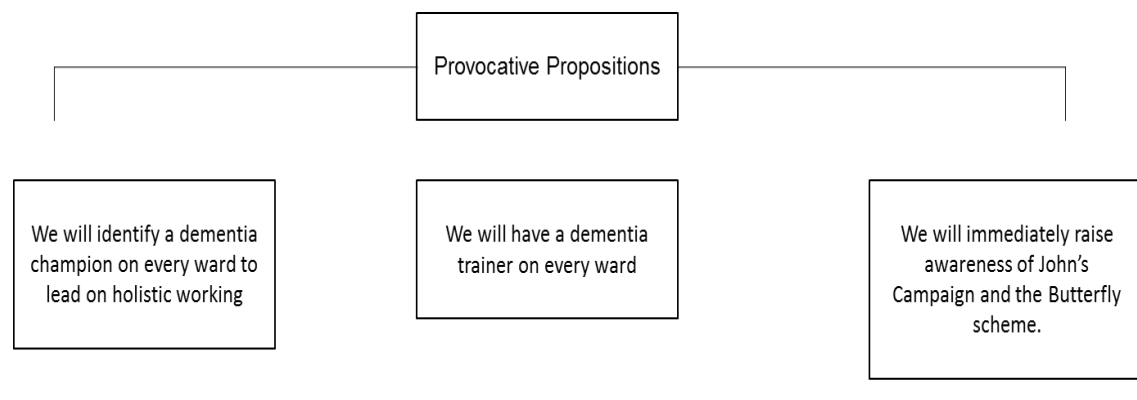 Provocative Propositions
We will identify a dementia
champion on every ward to
lead on holistic working
We will have a dementia
trainer on every ward
We will immediately raise
awareness of John’s
Campaign and the Butterfly
scheme.